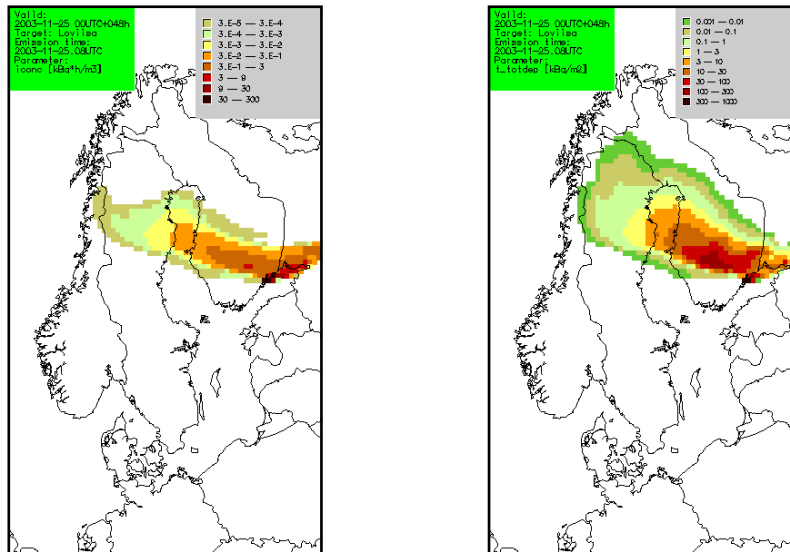 Valid:
2003-11-25 00UTC+048h
Target: Loviisa
Emission time:
2003-11-25.08UTC
Parameter:
iconc [kBq*h/m3]
3.E-5 — 3.E-4
3.E-4 — 3.E-3
3.E-3 — 3.E-2
3.E-2 — 3.E-1
3.E-1 — 3
3 — 9
9 — 30
30 — 300
Valid:
2003-11-25 00UTC+048h
Target: Loviisa
Emission time:
2003-11-25.08UTC
Parameter:
t_totdep [kBq/m2]
0.001 — 0.01
0.01 — 0.1
0.1 — 1
1 — 3
3 — 10
10 — 30
30 — 100
100 — 300
300 — 1000